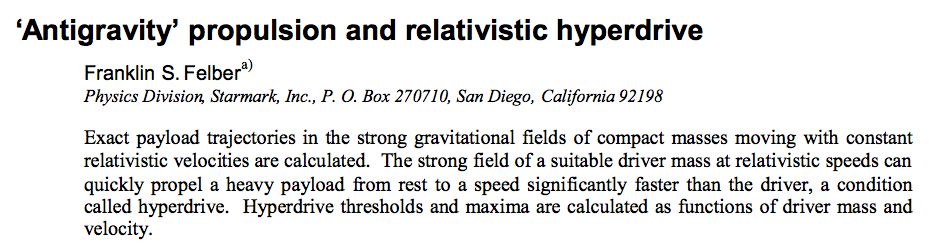 ‘Antigravity’ propulsion and relativistic hyperdrive
Franklin S. Felbera)
Physics Division, Starmark, Inc., P. O. Box 270710, San Diego, California 92198
Exact payload trajectories in the strong gravitational fields of compact masses moving with constant
relativistic velocities are calculated. The strong field of a suitable driver mass at relativistic speeds can
quickly propel a heavy payload from rest to a speed significantly faster than the driver, a condition
called hyperdrive. Hyperdrive thresholds and maxima are calculated as functions of driver mass and
velocity.